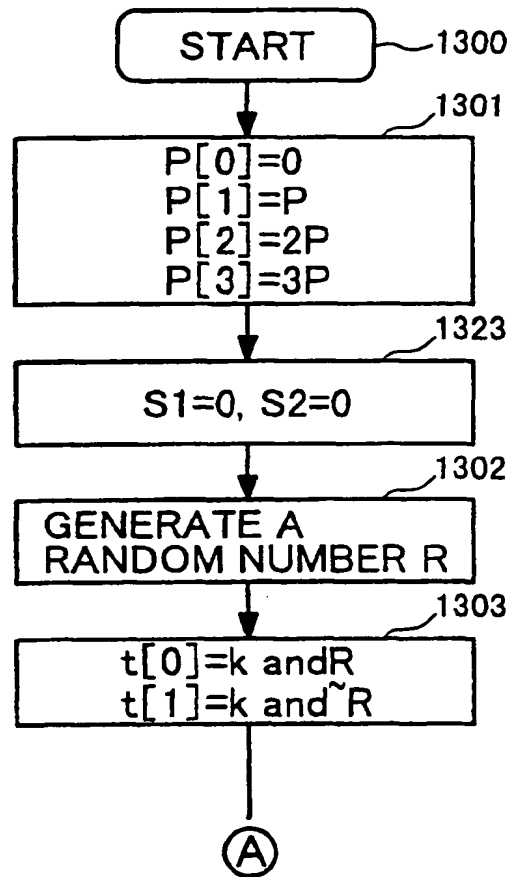 START
1300
1301
P[0]=0
P[1]=P
P[2]=2P
P[3]=3P
1323
S1=0, S2=0
1302
GENERATE A
RANDOM NUMBER R
1303
t[0]=k andR
t[1]=k and~R
A